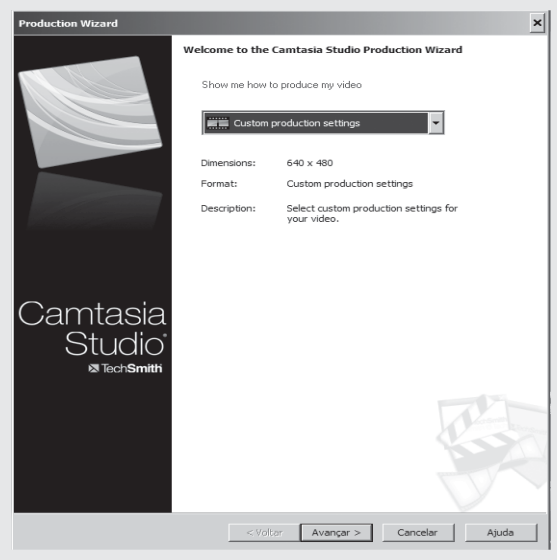 Production Wizard
Welcome to the Camtasia Studio Production Wizard
Show me how to produce my video
Custom production settings
Dimensions: 640 x 480
Format: Custom production settings
Description: Select custom production settings for
your video.
Camtasia
Studio®
TechSmith
< Voltar Avançar > Cancelar Ajuda